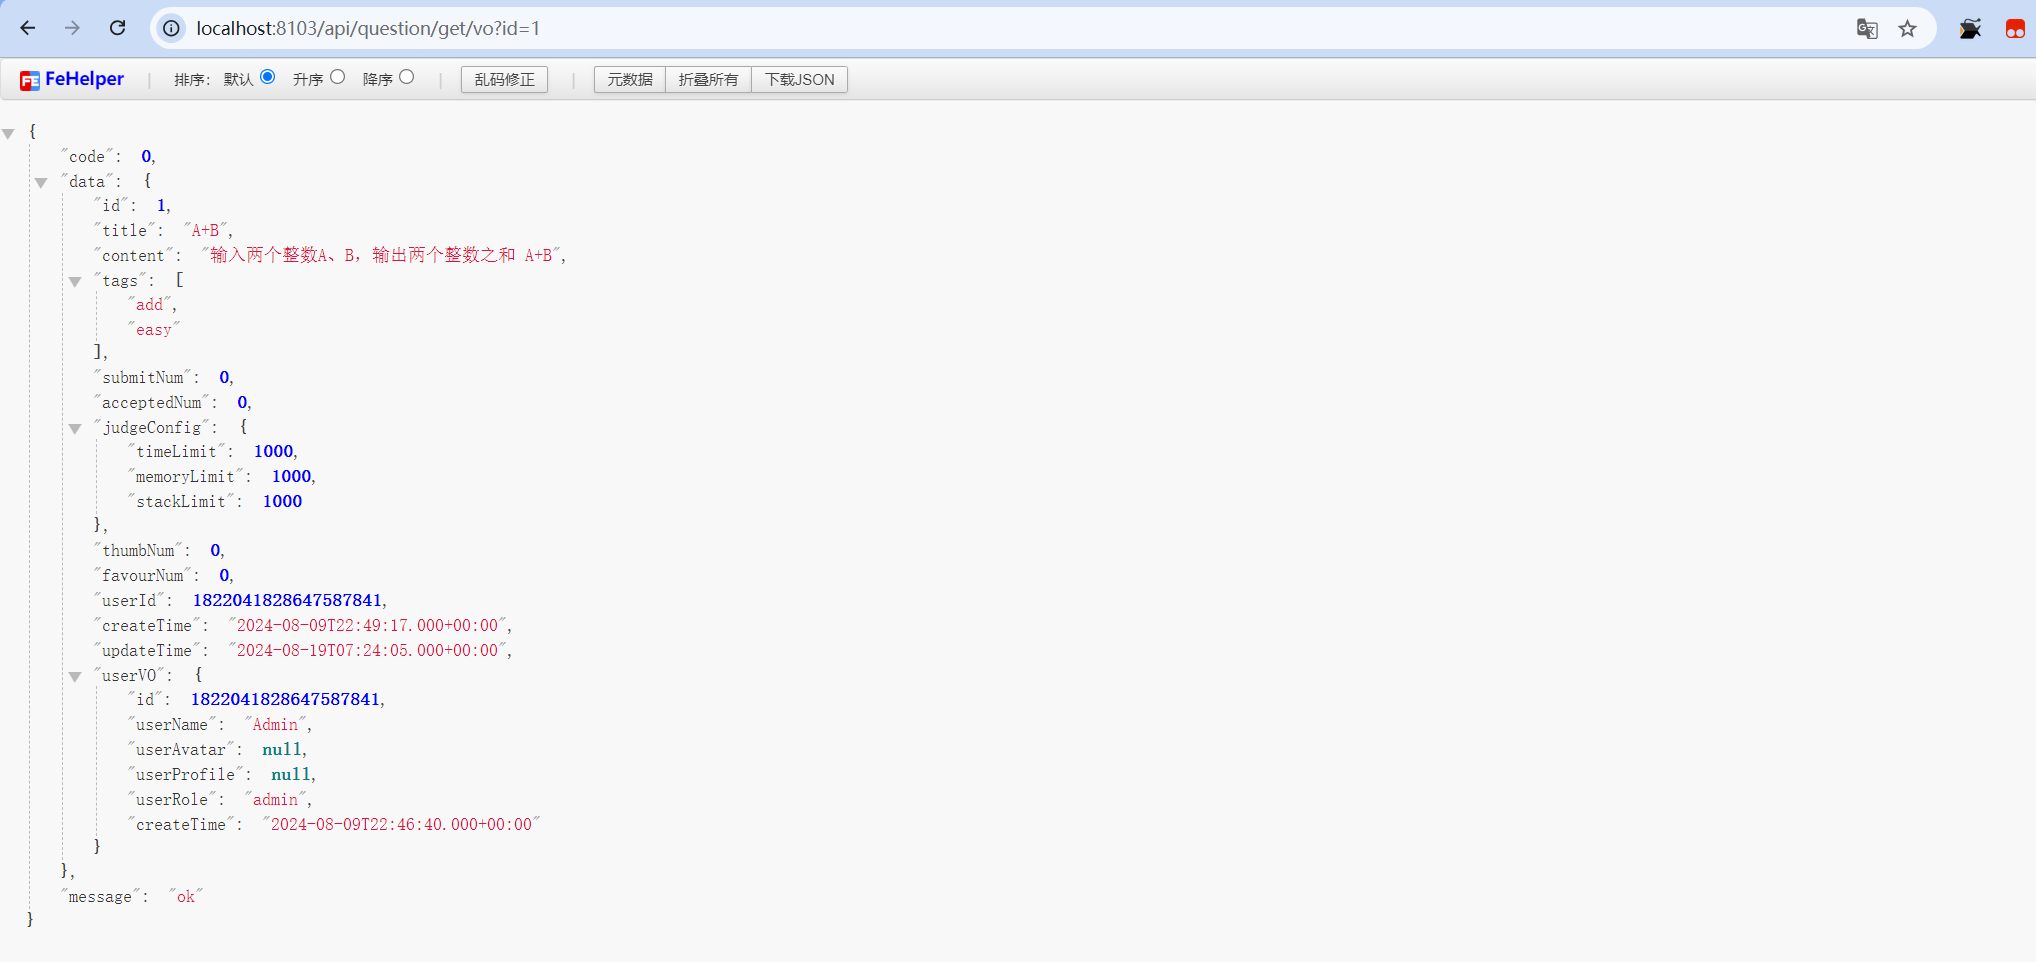 localhost:8103/api/question/get/vo?id=1
FeHelper | 排序: 默认 升序 降序 | 乱码修正 | 元数据 折叠所有 下载JSON
{
"code": 0,
"data": {
"id": 1,
"title": "A+B",
"content": "输入两个整数A、B，输出两个整数之和 A+B",
"tags": [
"add",
"easy"
],
"submitNum": 0,
"acceptedNum": 0,
"judgeConfig": {
"timeLimit": 1000,
"memoryLimit": 1000,
"stackLimit": 1000
},
"thumbNum": 0,
"favourNum": 0,
"userId": 1822041828647587841,
"createTime": "2024-08-09T22:49:17.000+00:00",
"updateTime": "2024-08-19T07:24:05.000+00:00",
"userVO": {
"id": 1822041828647587841,
"userName": "Admin",
"userAvatar": null,
"userProfile": null,
"userRole": "admin",
"createTime": "2024-08-09T22:46:40.000+00:00"
}
},
"message": "ok"
}